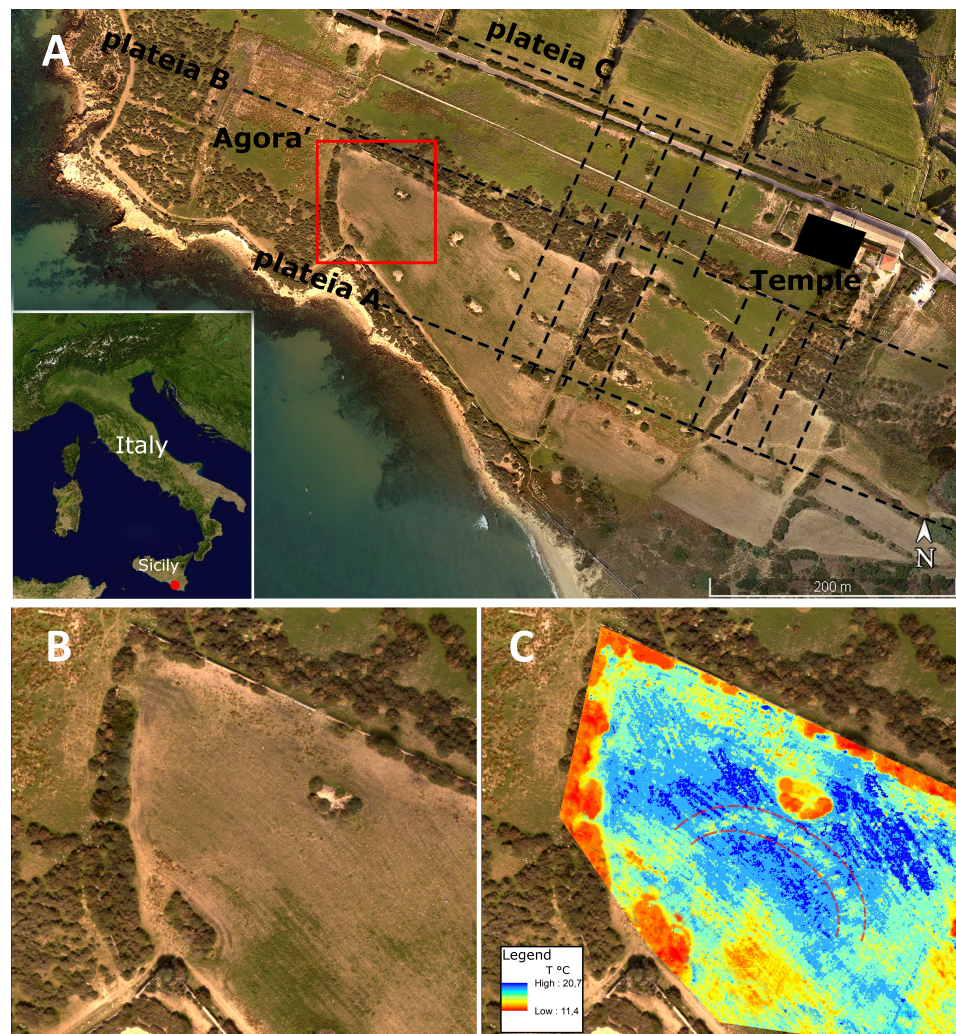 A
plateia B
plateia C
Agora'
plateia A
Temple
Italy
Sicily
N
200 m
B
C
Legend
T °C
High : 20,7
Low : 11,4